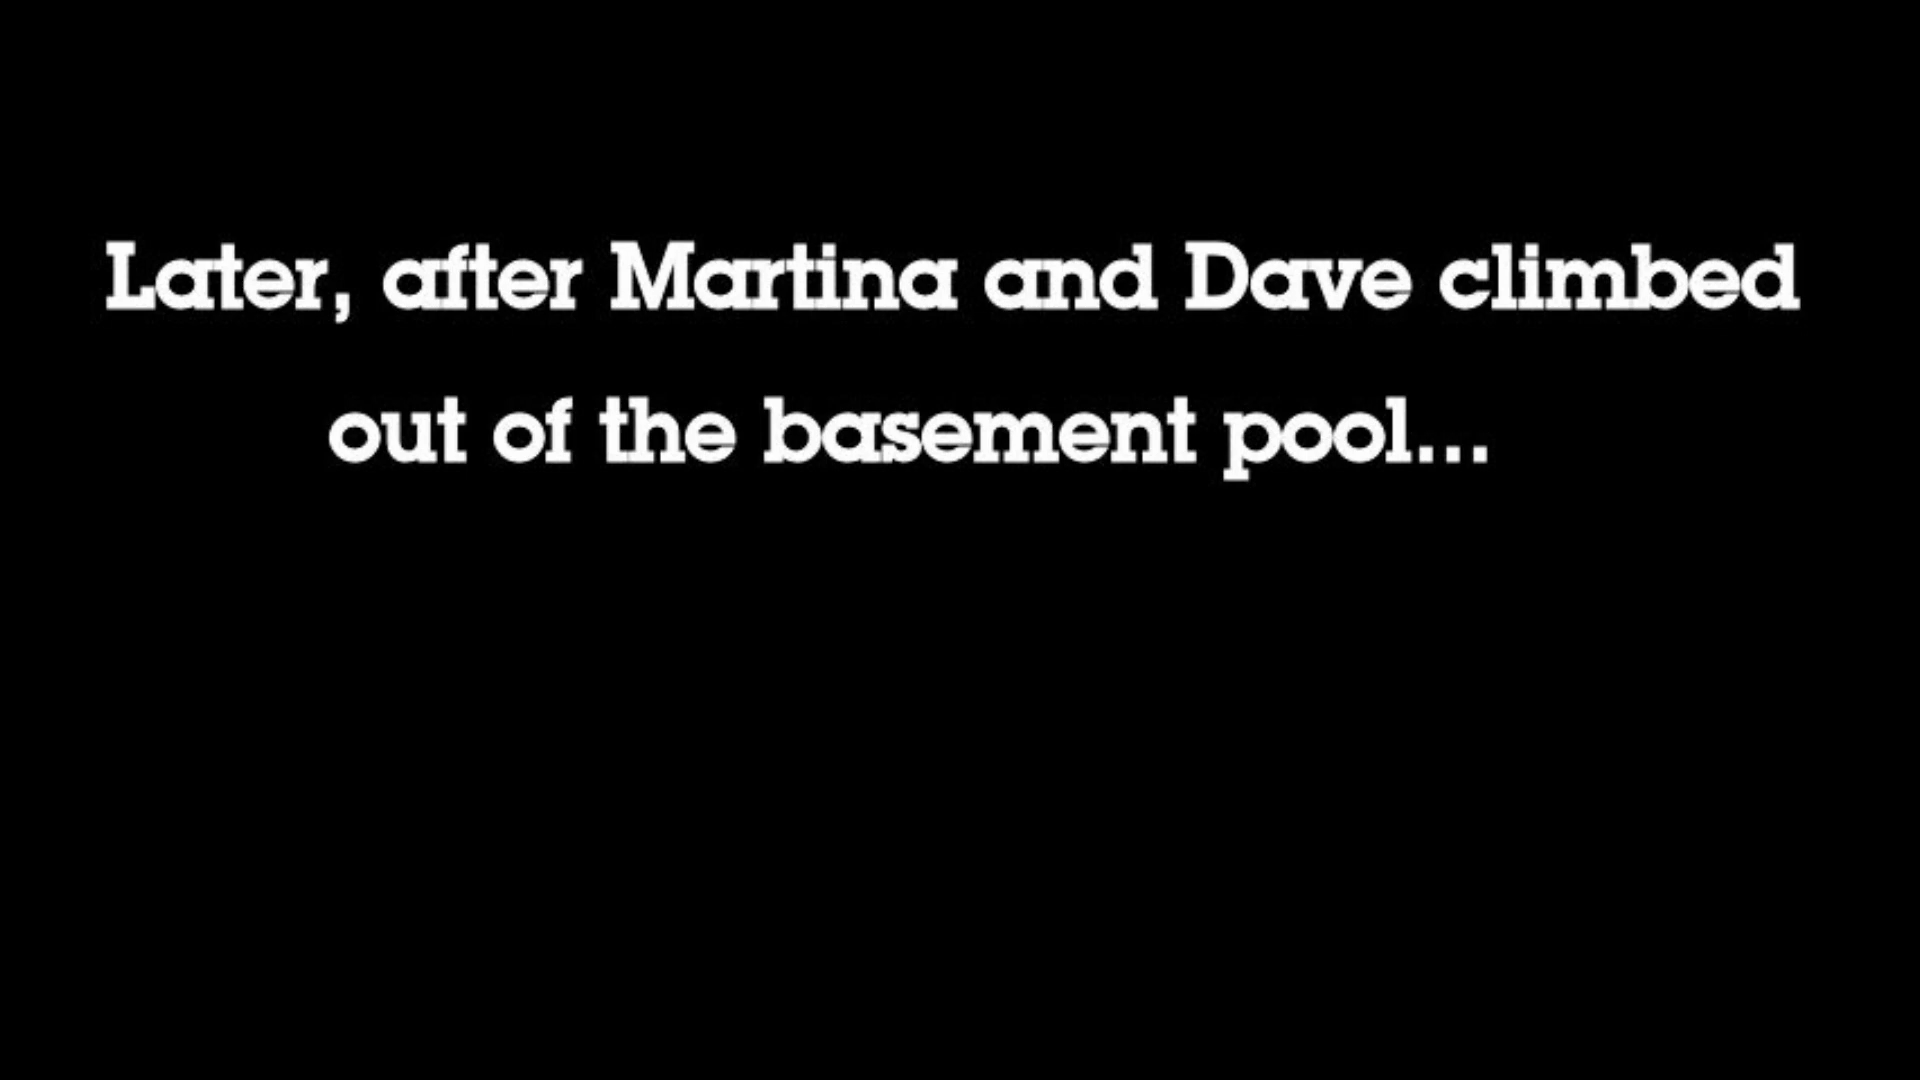 Later, after Martina and Dave climbed
out of the basement pool...